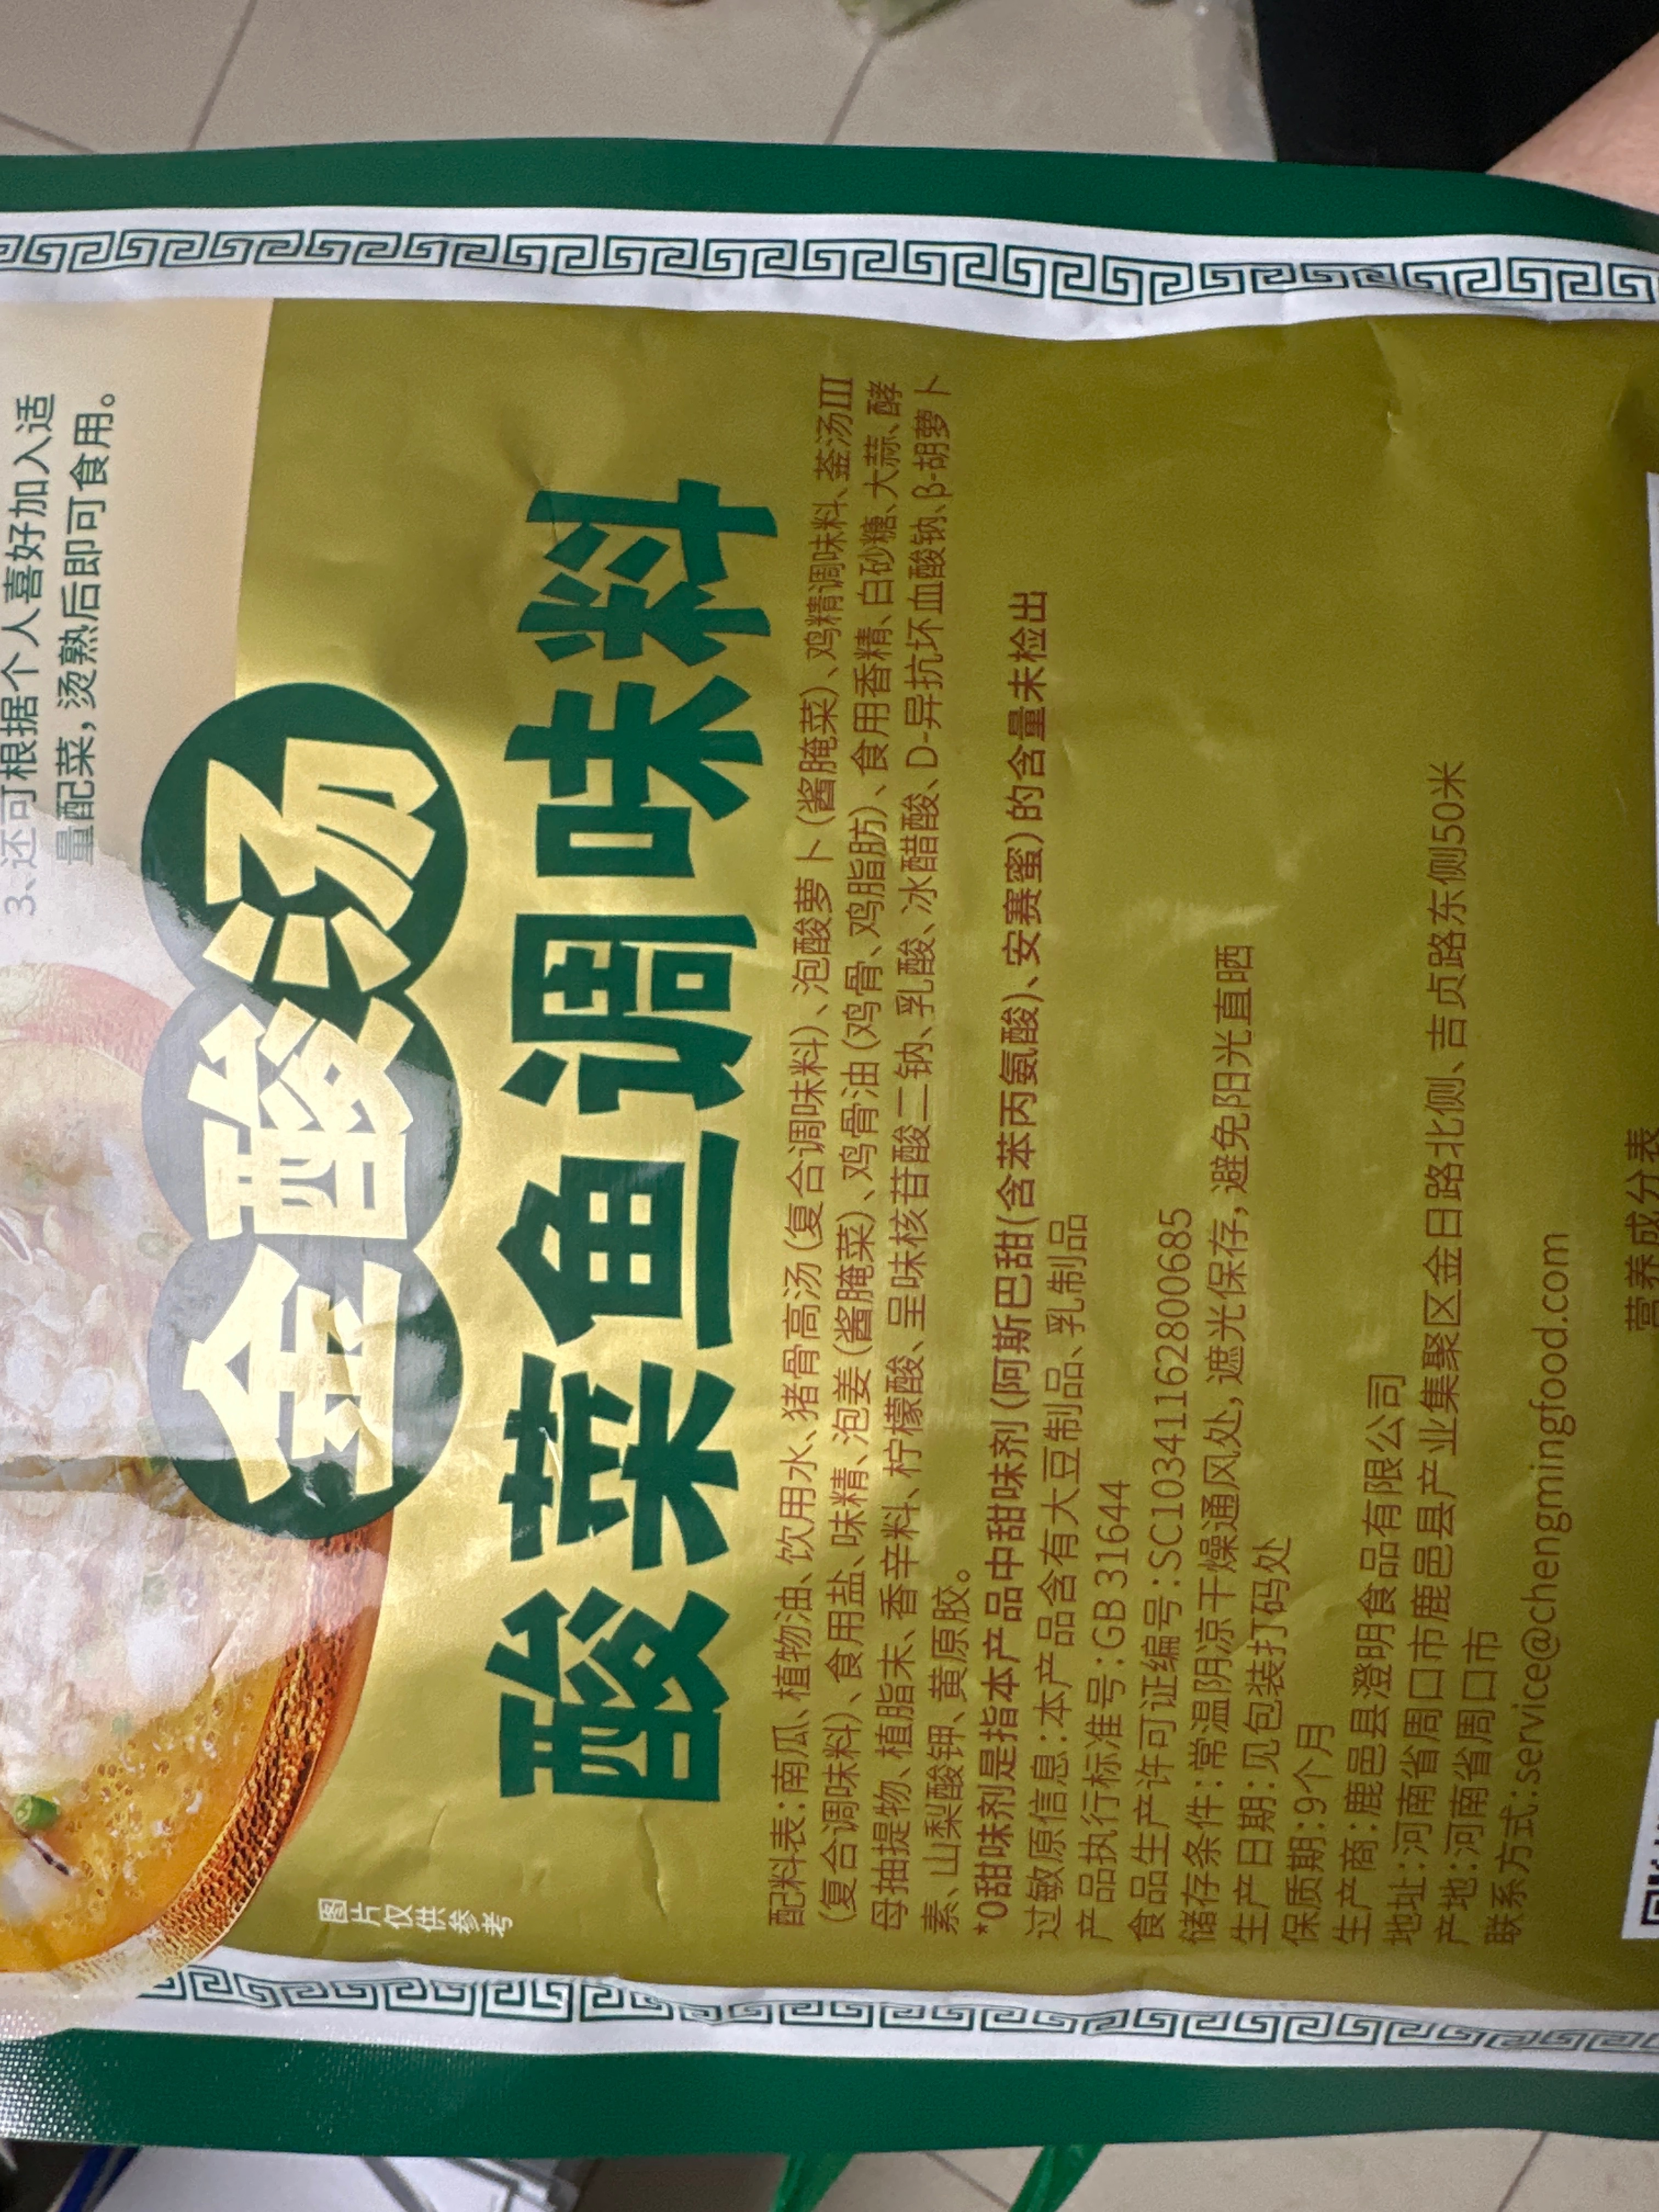 3、还可根据个人喜好加入适
量配菜，烫熟后即可食用。
金酸汤
酸菜鱼调味料
图片仅供参考
配料表：南瓜、植物油、饮用水、猪骨高汤（复合调味料）、泡酸萝卜（酱腌菜）、鸡精调味料、釜汤III
（复合调味料）、食用盐、味精、泡姜（酱腌菜）、鸡骨油（鸡骨、鸡脂肪）、食用香精、白砂糖、大蒜、酵
母抽提物、植脂末、香辛料、柠檬酸、呈味核苷酸二钠、乳酸、冰醋酸、D-异抗坏血酸钠、β-胡萝卜
素、山梨酸钾、黄原胶。
*0甜味剂是指本产品中甜味剂（阿斯巴甜(含苯丙氨酸)、安赛蜜）的含量未检出
过敏原信息：本产品含有大豆制品、乳制品
产品执行标准号：GB 31644
食品生产许可证编号：SC10341162800685
储存条件：常温阴凉干燥通风处，遮光保存，避免阳光直晒
生产日期：见包装打码处
保质期：9个月
生产商：鹿邑县澄明食品有限公司
地址：河南省周口市鹿邑县产业集聚区金日路北侧、吉贞路东侧50米
产地：河南省周口市
联系方式：service@chengmingfood.com
营养成分表